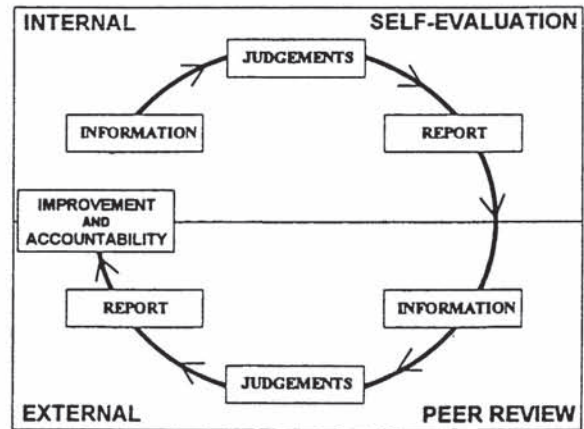 INTERNAL SELF-EVALUATION
JUDGEMENTS
INFORMATION REPORT
IMPROVEMENT
AND
ACCOUNTABILITY
REPORT INFORMATION
JUDGEMENTS
EXTERNAL PEER REVIEW